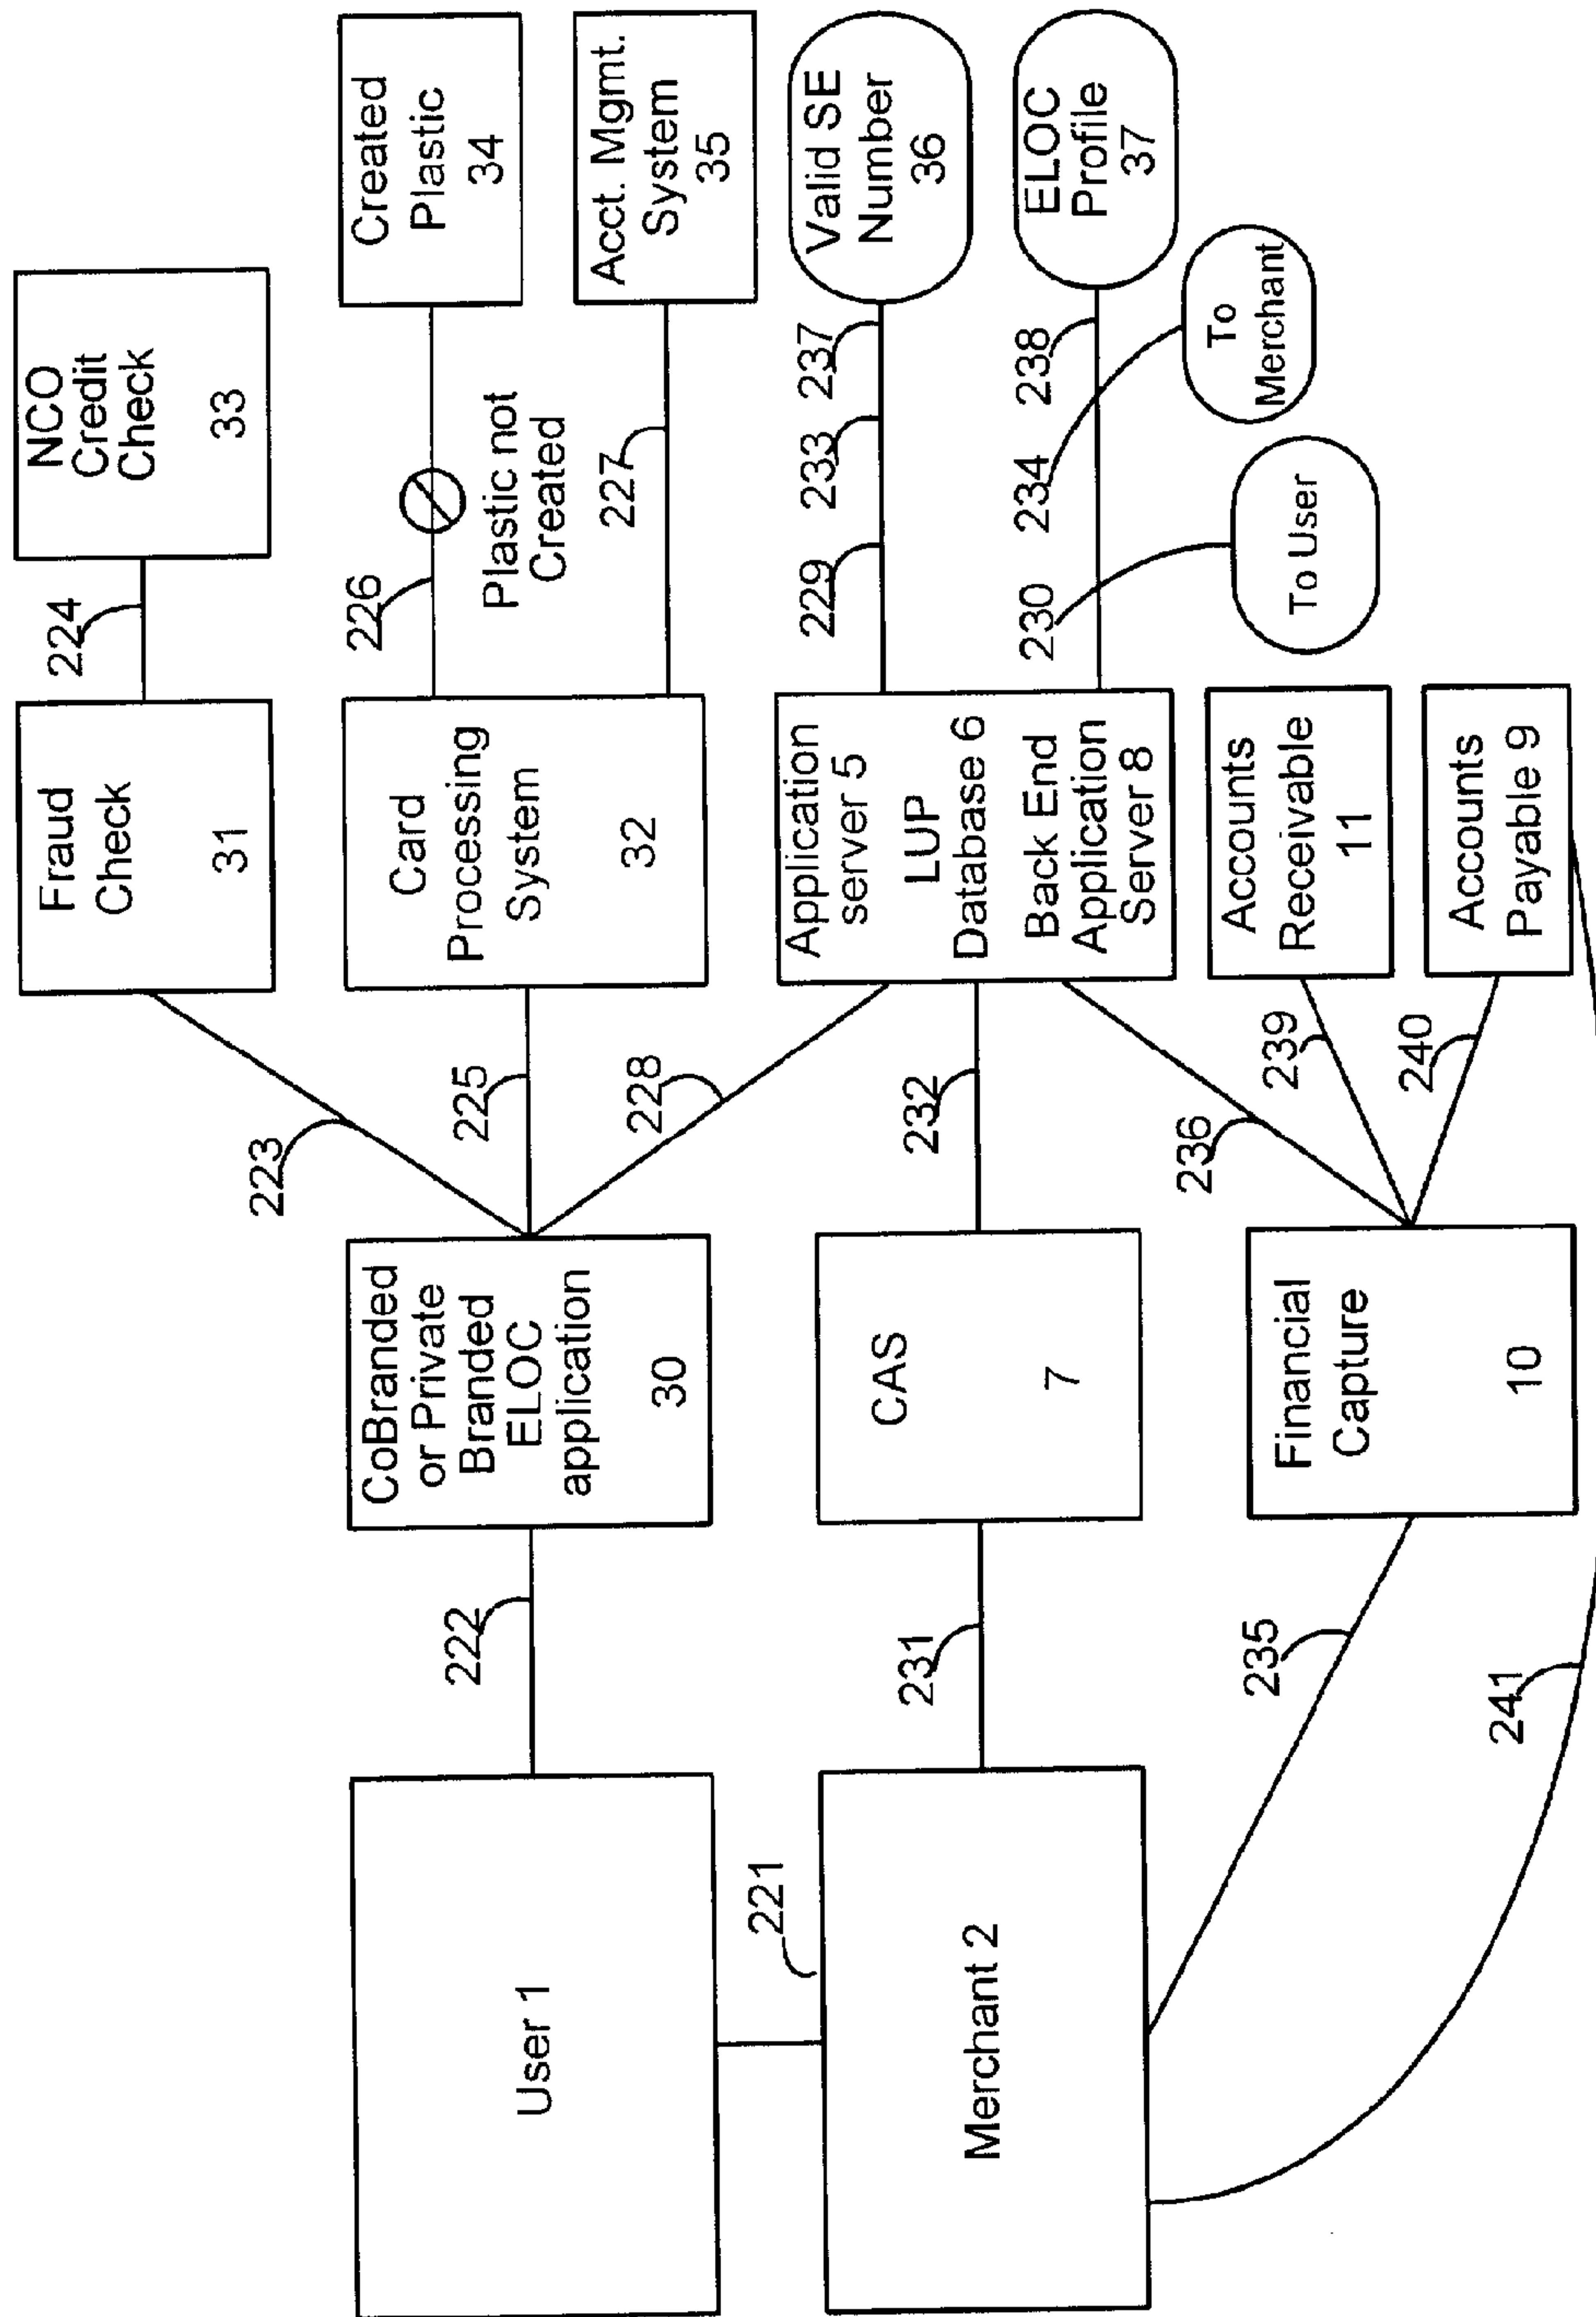 User 1
221
Merchant 2
222
231
235
241
CoBranded
or Private
Branded
ELOC
application
30
CAS
7
Financial
Capture
10
223
225
228
232
236
239
240
Fraud
Check
31
Card
Processing
System
32
Application
server 5
LUP
Database 6
Back End
Application
Server 8
Accounts
Receivable
11
Accounts
Payable 9
224
226
Plastic not
Created
227
229
233
237
230
234
238
To User
To
Merchant
NCO
Credit
Check
33
Created
Plastic
34
Acct. Mgmt.
System
35
Valid SE
Number
36
ELOC
Profile
37